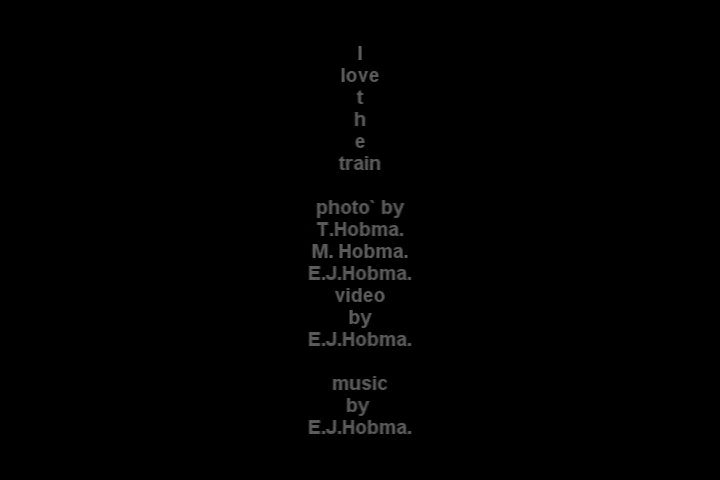 I
love
t
h
e
train
photo` by
T.Hobma.
M. Hobma.
E.J.Hobma.
video
by
E.J.Hobma.
music
by
E.J.Hobma.